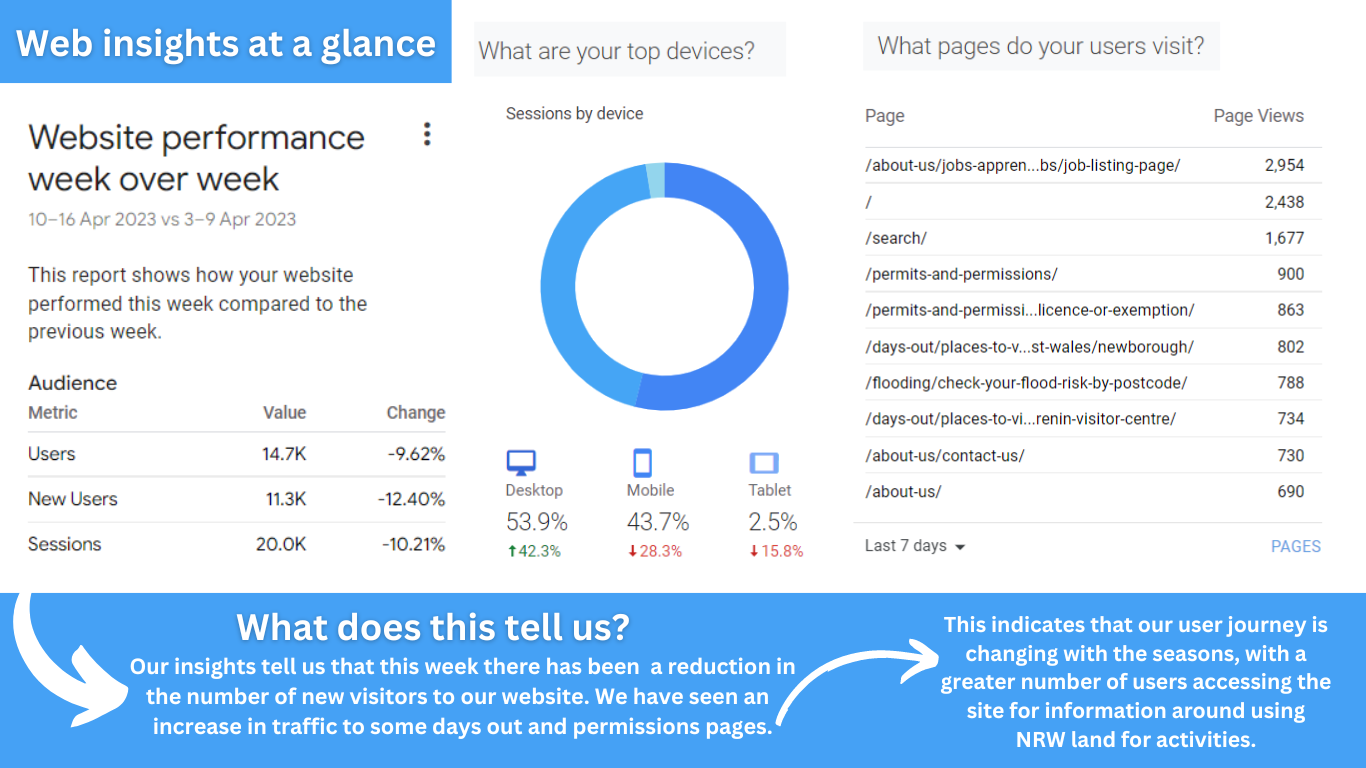 Web insights at a glance
Website performance
week over week
10–16 Apr 2023 vs 3–9 Apr 2023
This report shows how your website
performed this week compared to the
previous week.
Audience
Metric Value Change
Users 14.7K -9.62%
New Users 11.3K -12.40%
Sessions 20.0K -10.21%
What are your top devices?
Sessions by device
Desktop Mobile Tablet
53.9% 43.7% 2.5%
42.3% 28.3% 15.8%
What pages do your users visit?
Page Page Views
/about-us/jobs-appren...bs/job-listing-page/ 2,954
/ 2,438
/search/ 1,677
/permits-and-permissions/ 900
/permits-and-permissi...licence-or-exemption/ 863
/days-out/places-to-v...st-wales/newborough/ 802
/flooding/check-your-flood-risk-by-postcode/ 788
/days-out/places-to-vi...renin-visitor-centre/ 734
/about-us/contact-us/ 730
/about-us/ 690
Last 7 days PAGES
What does this tell us?
Our insights tell us that this week there has been a reduction in
the number of new visitors to our website. We have seen an
increase in traffic to some days out and permissions pages.
This indicates that our user journey is
changing with the seasons, with a
greater number of users accessing the
site for information around using
NRW land for activities.